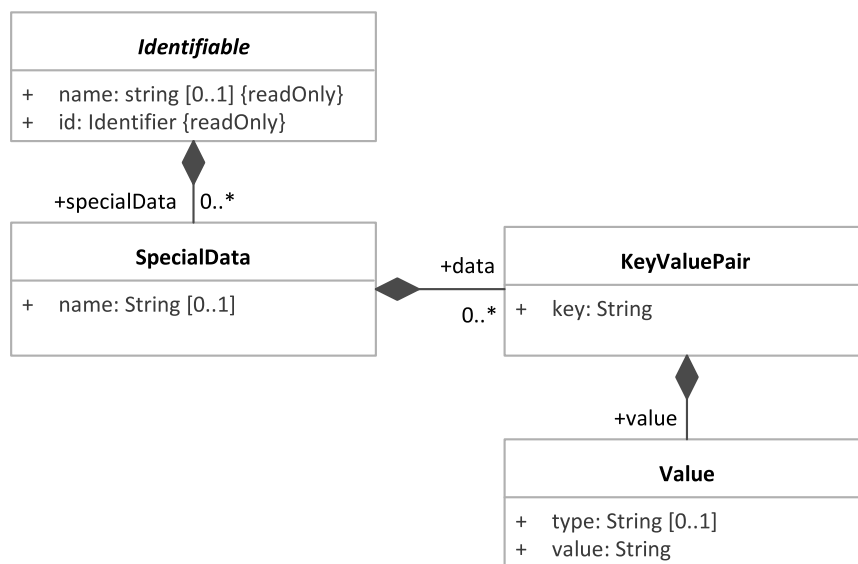 Identifiable
+ name: string [0..1] {readOnly}
+ id: Identifier {readOnly}
+specialData 0..*
SpecialData
+ name: String [0..1]
+data
0..*
KeyValuePair
+ key: String
+value
Value
+ type: String [0..1]
+ value: String